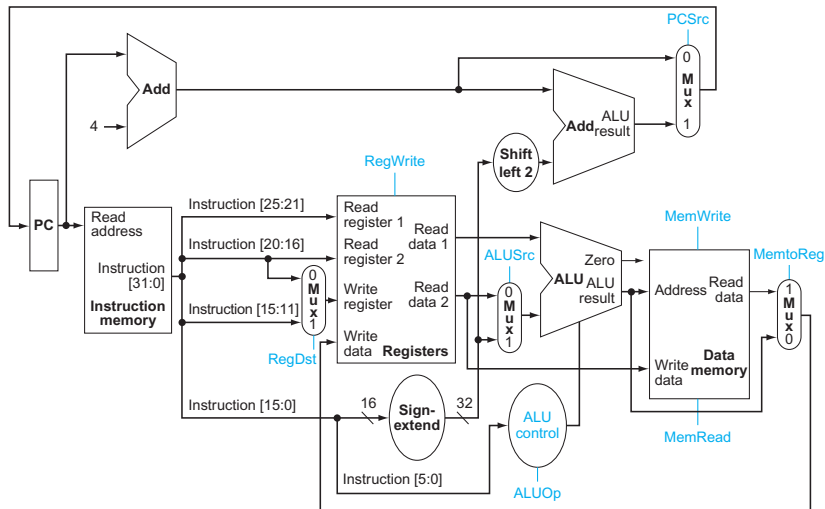 PCSrc
0
M
u
x
1
Add
4
Add
ALU
result
Shift
left 2
RegWrite
PC
Read
address
Instruction
[31:0]
Instruction
memory
Instruction [25:21]
Instruction [20:16]
Instruction [15:11]
0
M
u
x
1
RegDst
Read
register 1
Read
register 2
Write
register
Write
data
Read
data 1
Read
data 2
Registers
ALUSrc
0
M
u
x
1
Zero
ALU
ALU
result
MemWrite
Address
Read
data
Write
data
Data
memory
MemRead
MemtoReg
1
M
u
x
0
Instruction [15:0]
16
Sign-
extend
32
ALU
control
ALUOp
Instruction [5:0]